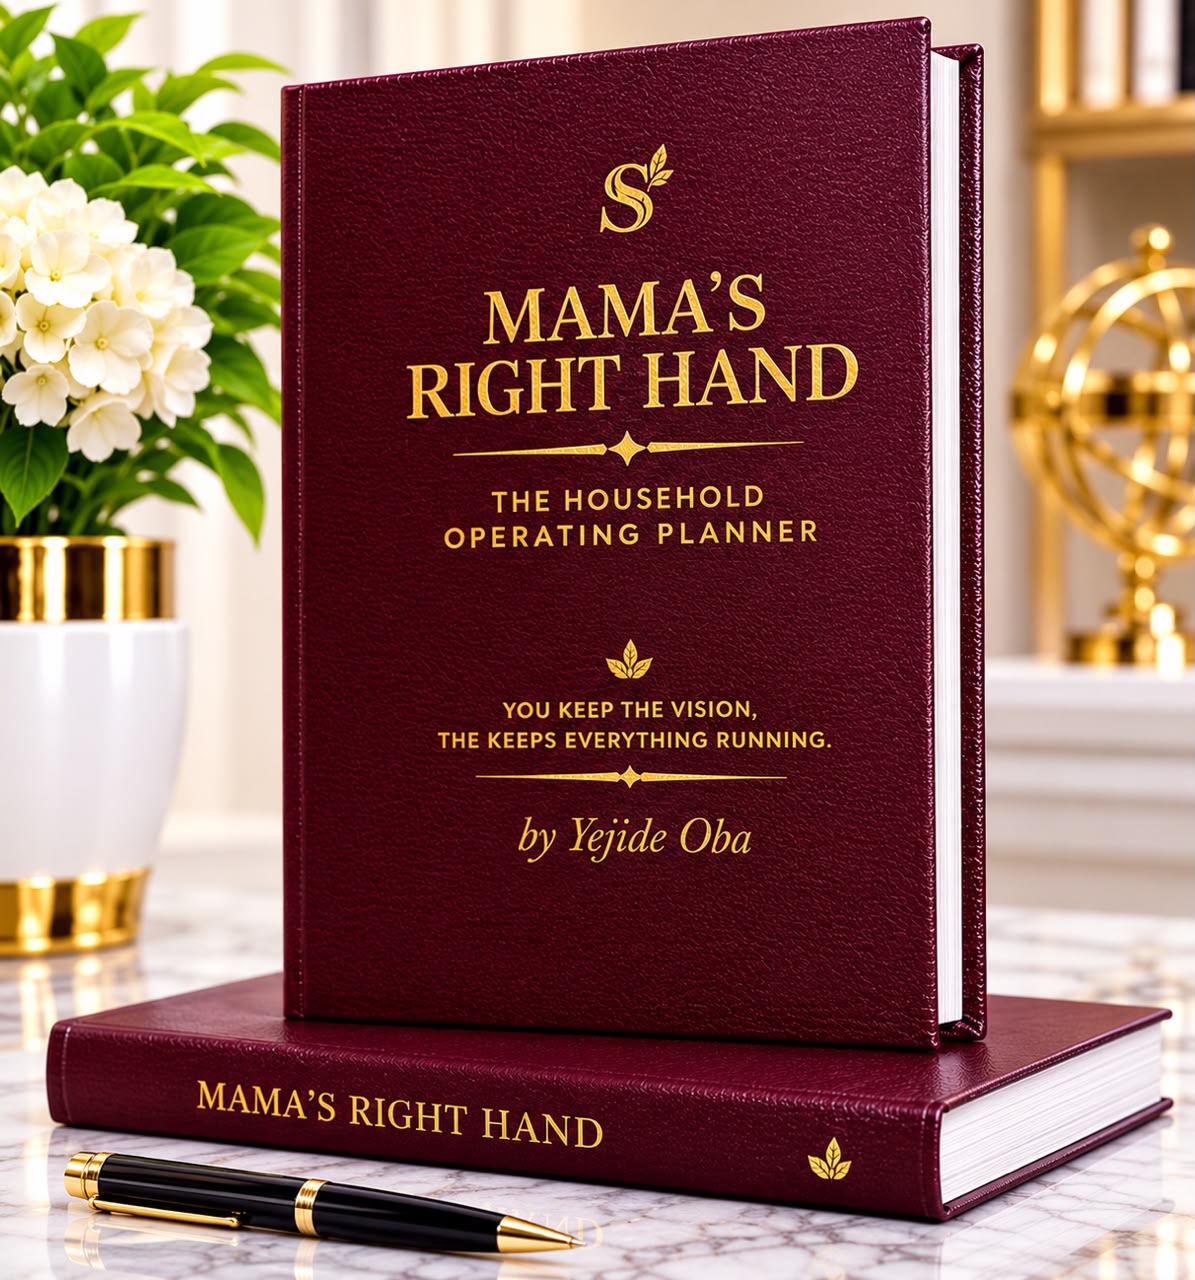 S
MAMA’S
RIGHT HAND
THE HOUSEHOLD
OPERATING PLANNER
YOU KEEP THE VISION,
THE KEEPS EVERYTHING RUNNING.
by Yejide Oba
MAMA’S RIGHT HAND